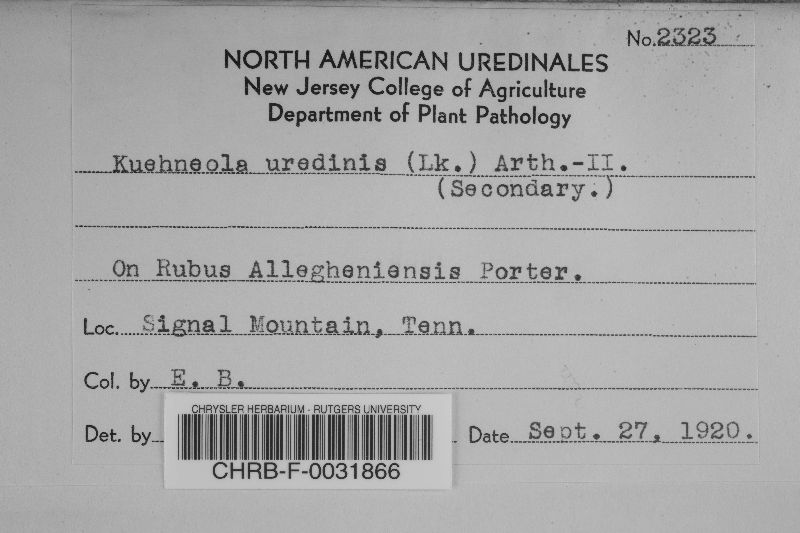 No. 2323
NORTH AMERICAN UREDINALES
New Jersey College of Agriculture
Department of Plant Pathology
Kuehneola uredinis (Lk.) Arth.-II.
(Secondary.)
On Rubus Allegheniensis Porter.
Loc. Signal Mountain, Tenn.
Col. by E. B.
Det. by
Date Sept. 27, 1920.
CHRYSLER HERBARIUM - RUTGERS UNIVERSITY
CHRB-F-0031866